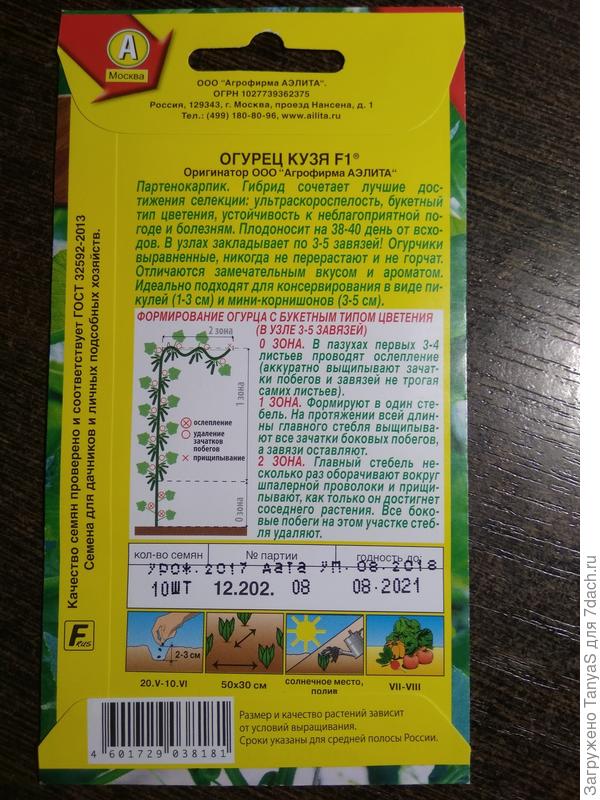 А
Москва
ООО "Агрофирма АЭЛИТА".
ОГРН 1027739362375
Россия, 129343, г. Москва, проезд Нансена, д. 1
Тел.: (499) 180-80-96, www.ailita.ru
ОГУРЕЦ КУЗЯ F1®
Оригинатор ООО "Агрофирма АЭЛИТА"
Партенокарпик. Гибрид сочетает лучшие дос-
тижения селекции: ультраскороспелость, букетный
тип цветения, устойчивость к неблагоприятной по-
годе и болезням. Плодоносит на 38-40 день от всхо-
дов. В узлах закладывает по 3-5 завязей! Огурчики
выравненные, никогда не перерастают и не горчат.
Отличаются замечательным вкусом и ароматом.
Идеально подходят для консервирования в виде пи-
кулей (1-3 см) и мини-корнишонов (3-5 см).
ФОРМИРОВАНИЕ ОГУРЦА С БУКЕТНЫМ ТИПОМ ЦВЕТЕНИЯ
(В УЗЛЕ 3-5 ЗАВЯЗЕЙ)
2 зона
1 зона
0 зона
ослепление
удаление
зачатков
побегов
прищипывание
0 ЗОНА. В пазухах первых 3-4
листьев проводят ослепление
(аккуратно выщипывают зачат-
ки побегов и завязей не трогая
самих листьев).
1 ЗОНА. Формируют в один сте-
бель. На протяжении всей длин-
ны главного стебля выщипыва-
ют все зачатки боковых побегов,
а завязи оставляют.
2 ЗОНА. Главный стебель не-
сколько раз оборачивают вокруг
шпалерной проволоки и прищи-
пывают, как только он достигнет
соседнего растения. Все боко-
вые побеги на этом участке стеб-
ля удаляют.
кол-во семян № партии годность до:
урож.2017 дата уп.08.2018
10ШТ 12.202. 08 08.2021
2-3 см
20.V-10.VI
50х30 см
солнечное место,
полив
VII-VIII
4 601729 038181
Размер и качество растений зависит
от условий выращивания.
Сроки указаны для средней полосы России.
F
rus
Качество семян проверено и соответствует ГОСТ 32592-2013
Семена для дачников и личных подсобных хозяйств.
Загружено TanyaS для 7dach.ru